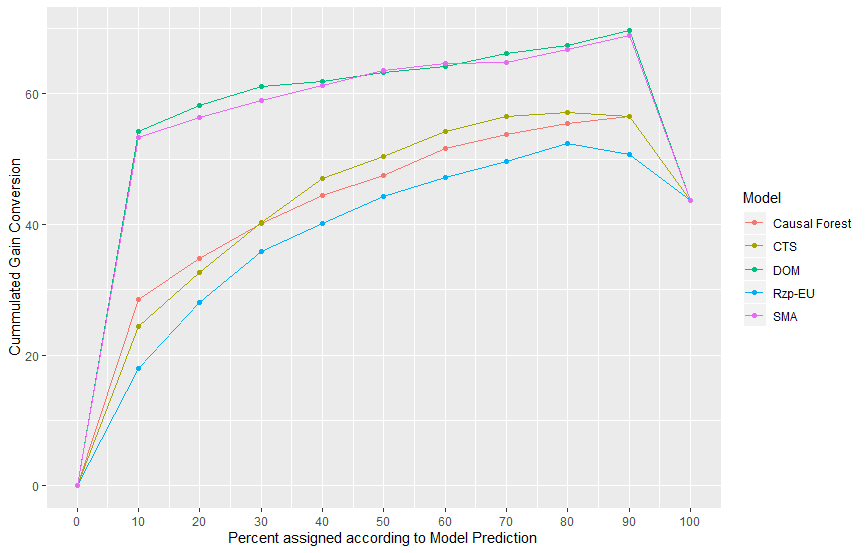 Cummulated Gain Conversion
60
40
20
0
0 10 20 30 40 50 60 70 80 90 100
Percent assigned according to Model Prediction
Model
Causal Forest
CTS
DOM
Rzp-EU
SMA